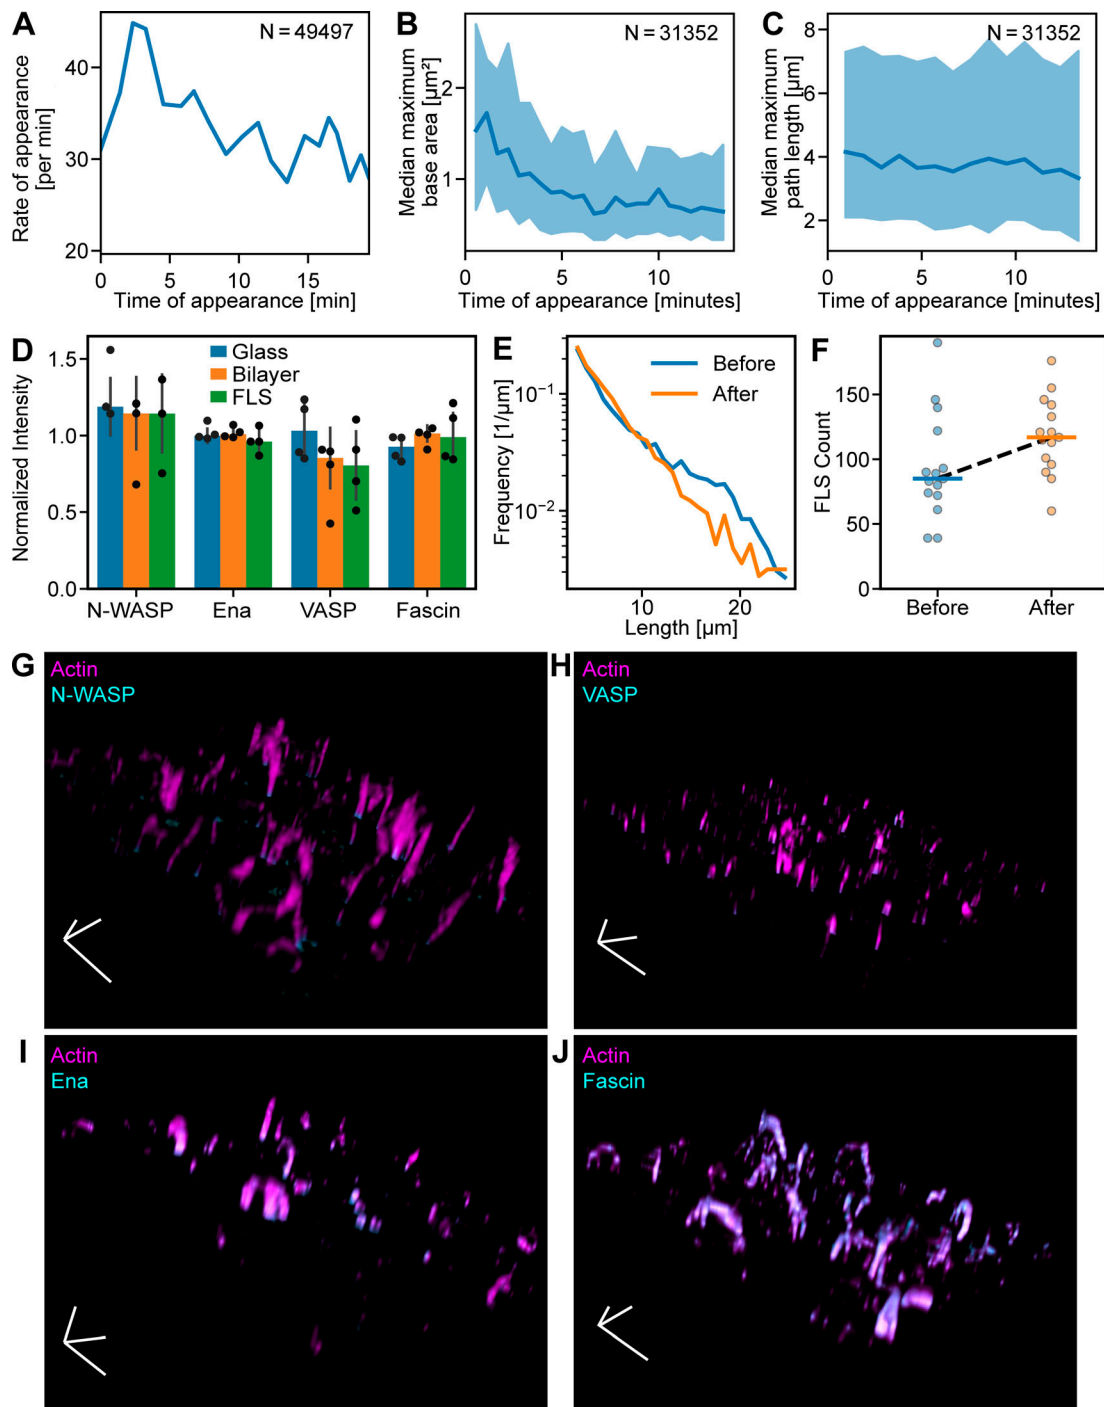 A
N = 49497
Rate of appearance
[per min]
40
30
20
0
5
10
15
Time of appearance [min]
B
N = 31352
Median maximum
base area [µm²]
2
1
0
5
10
Time of appearance [minutes]
C
N = 31352
Median maximum
path length [µm]
8
6
4
2
0
5
10
Time of appearance [minutes]
D
Normalized Intensity
1.5
1.0
0.5
0.0
Glass
Bilayer
FLS
N-WASP
Ena
VASP
Fascin
E
Frequency [1/µm]
10⁻¹
10⁻²
Before
After
10
20
Length [µm]
F
FLS Count
150
100
50
0
Before
After
G
Actin
N-WASP
H
Actin
VASP
I
Actin
Ena
J
Actin
Fascin